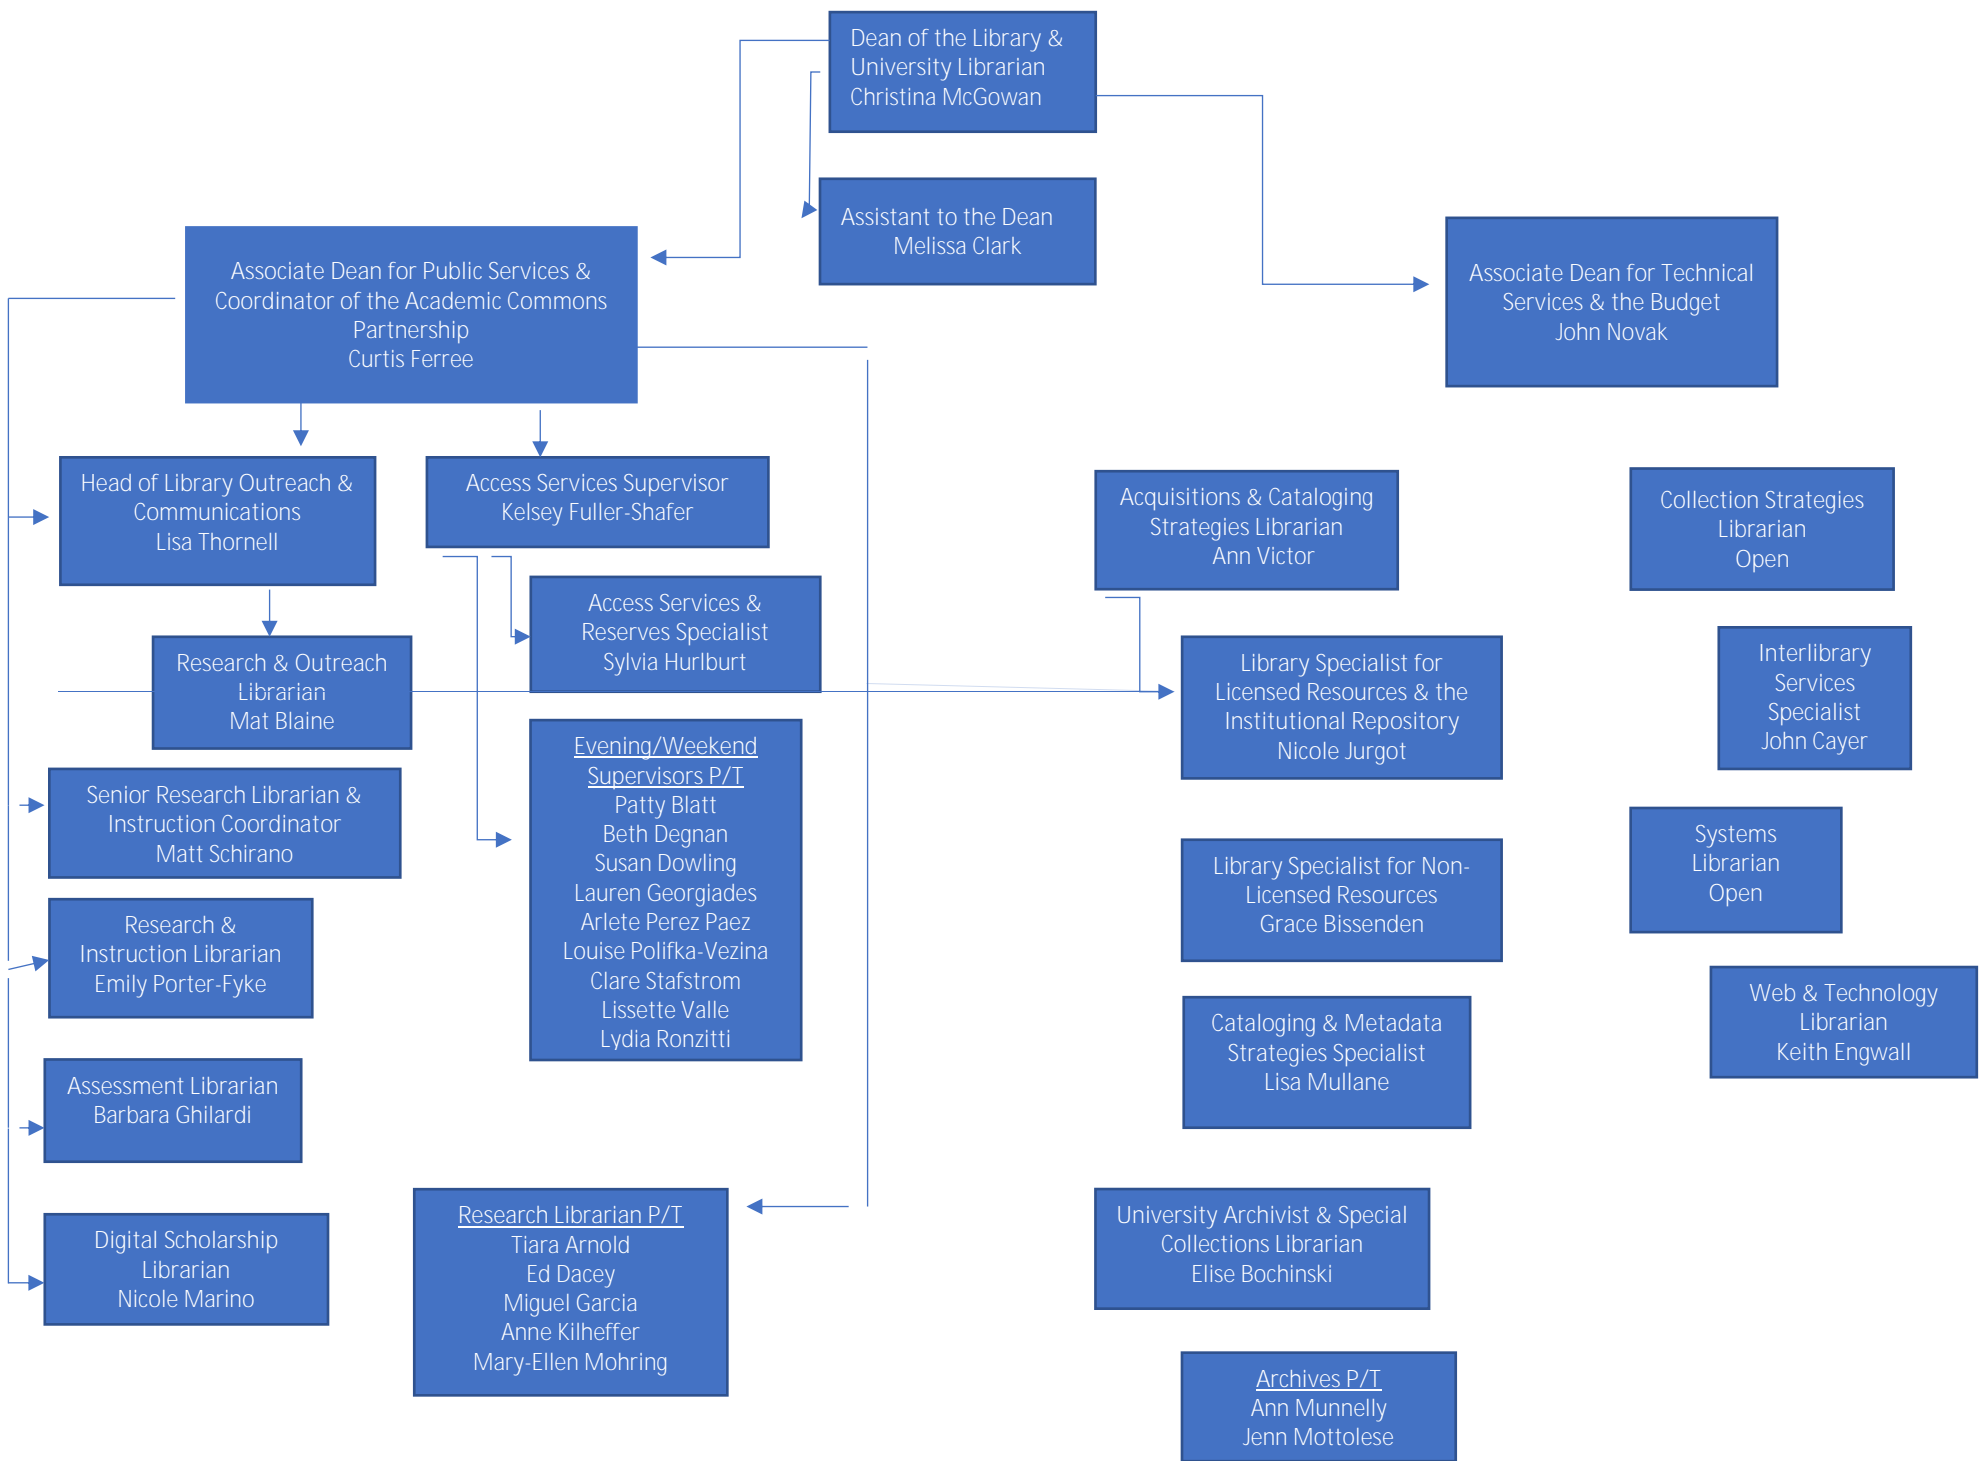 Dean of the Library &
University Librarian
Christina McGowan
Assistant to the Dean
Melissa Clark
Associate Dean for Public Services &
Coordinator of the Academic Commons
Partnership
Curtis Ferree
Associate Dean for Technical
Services & the Budget
John Novak
Head of Library Outreach &
Communications
Lisa Thornell
Access Services Supervisor
Kelsey Fuller-Shafer
Access Services &
Reserves Specialist
Sylvia Hurlburt
Research & Outreach
Librarian
Mat Blaine
Evening/Weekend
Supervisors P/T
Patty Blatt
Beth Degnan
Susan Dowling
Lauren Georgiades
Arlete Perez Paez
Louise Polifka-Vezina
Clare Stafstrom
Lissette Valle
Lydia Ronzitti
Senior Research Librarian &
Instruction Coordinator
Matt Schirano
Research &
Instruction Librarian
Emily Porter-Fyke
Assessment Librarian
Barbara Ghilardi
Digital Scholarship
Librarian
Nicole Marino
Research Librarian P/T
Tiara Arnold
Ed Dacey
Miguel Garcia
Anne Kilheffer
Mary-Ellen Mohring
Acquisitions & Cataloging
Strategies Librarian
Ann Victor
Library Specialist for
Licensed Resources & the
Institutional Repository
Nicole Jurgot
Library Specialist for Non-
Licensed Resources
Grace Bissenden
Cataloging & Metadata
Strategies Specialist
Lisa Mullane
University Archivist & Special
Collections Librarian
Elise Bochinski
Archives P/T
Ann Munnelly
Jenn Mottolese
Collection Strategies
Librarian
Open
Interlibrary
Services
Specialist
John Cayer
Systems
Librarian
Open
Web & Technology
Librarian
Keith Engwall